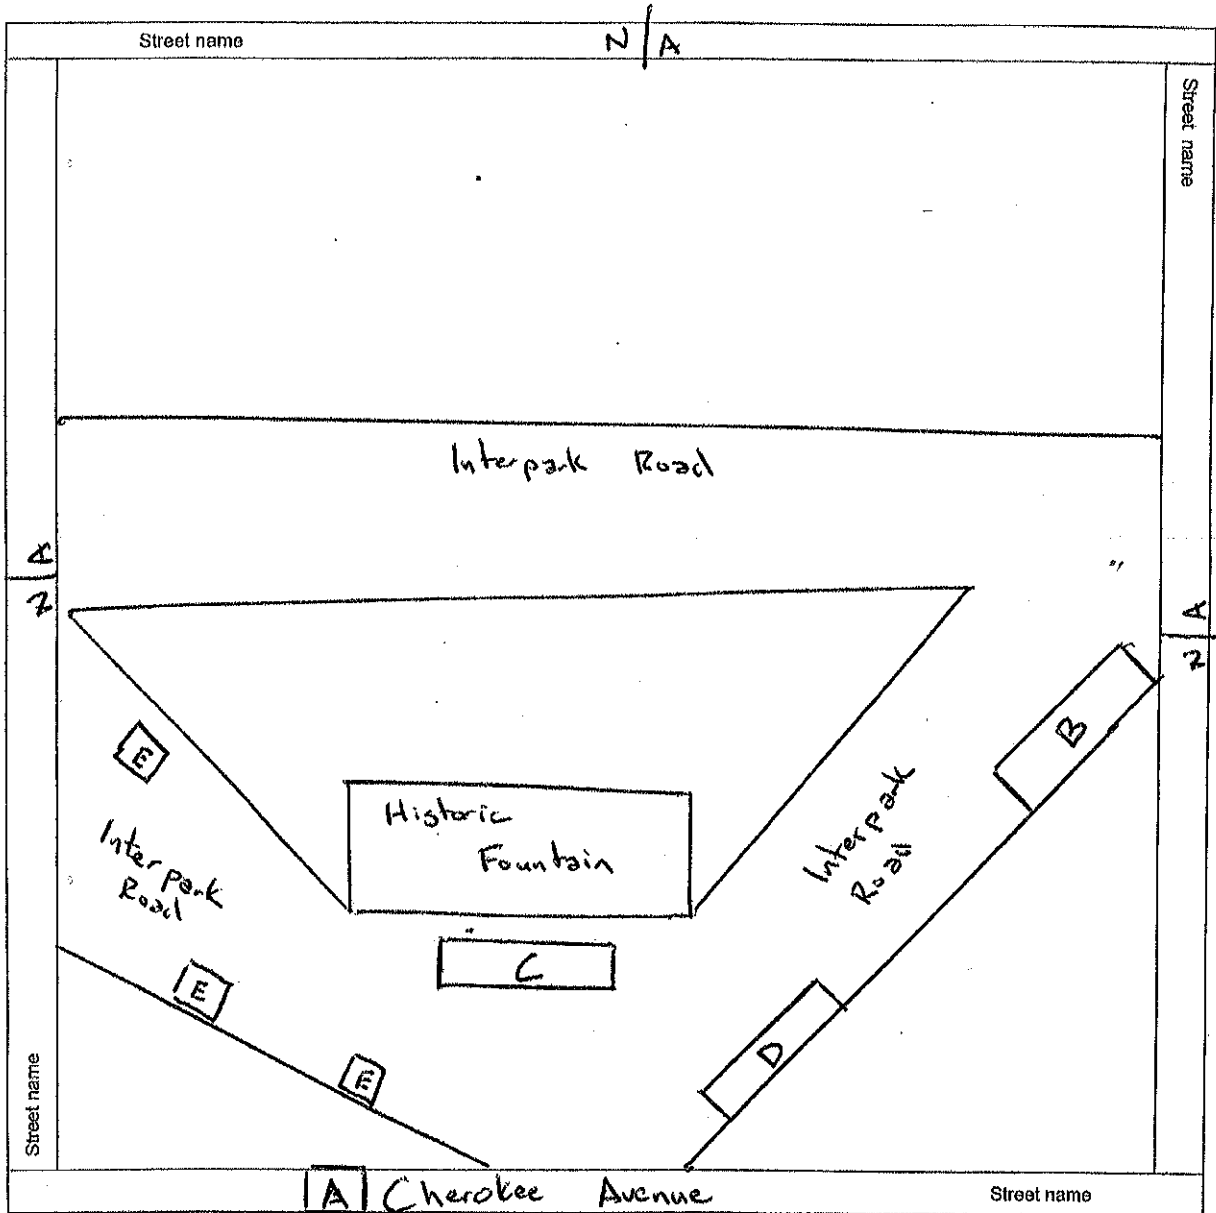 Street name
N/A
Street name
Interpark Road
N/A
N/A
E
B
Historic
Fountain
Interpark
Road
Interpark
Road
C
E
D
E
Street name
A Cherokee Avenue
Street name